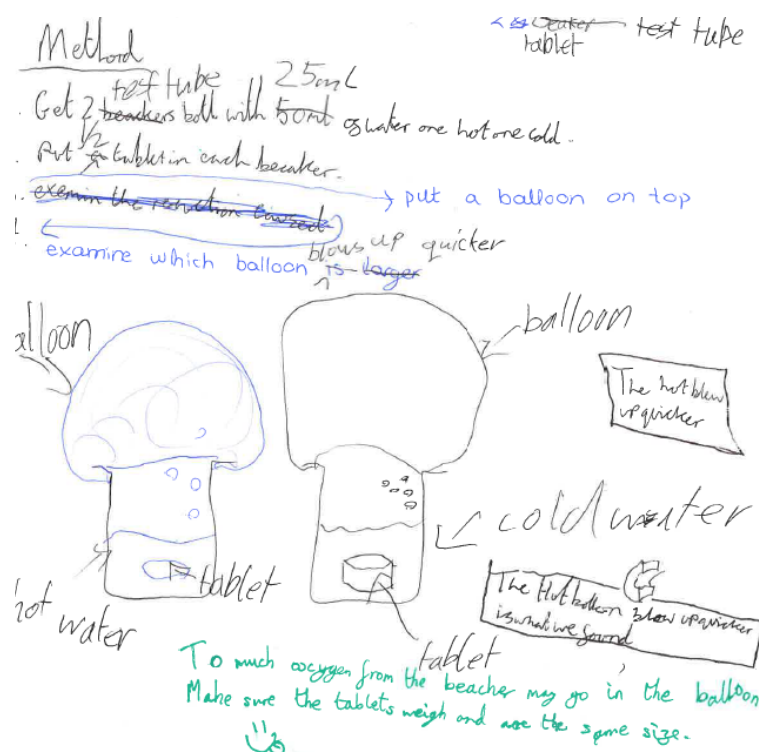 beaker test tube
tablet
Method
test tube 25ml
Get 2 beackers both with 50ml of water one hot one cold.
1/2
Put a tablet in each beaker.
examin the reaction
put a balloon on top
blows up quicker
examine which balloon is larger
alloon
balloon
The hot blew
up quicker
cold water
tablet
hot water
The Hot balloon blew up quicker
is what we found
tablet
To much oxygen from the beacher may go in the balloon
Make sure the tablets weigh and are the same size.